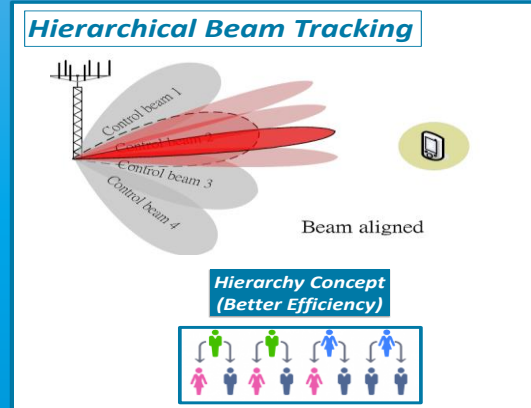 Hierarchical Beam Tracking
Control beam 1
Control beam 2
Control beam 3
Control beam 4
Beam aligned
Hierarchy Concept
(Better Efficiency)